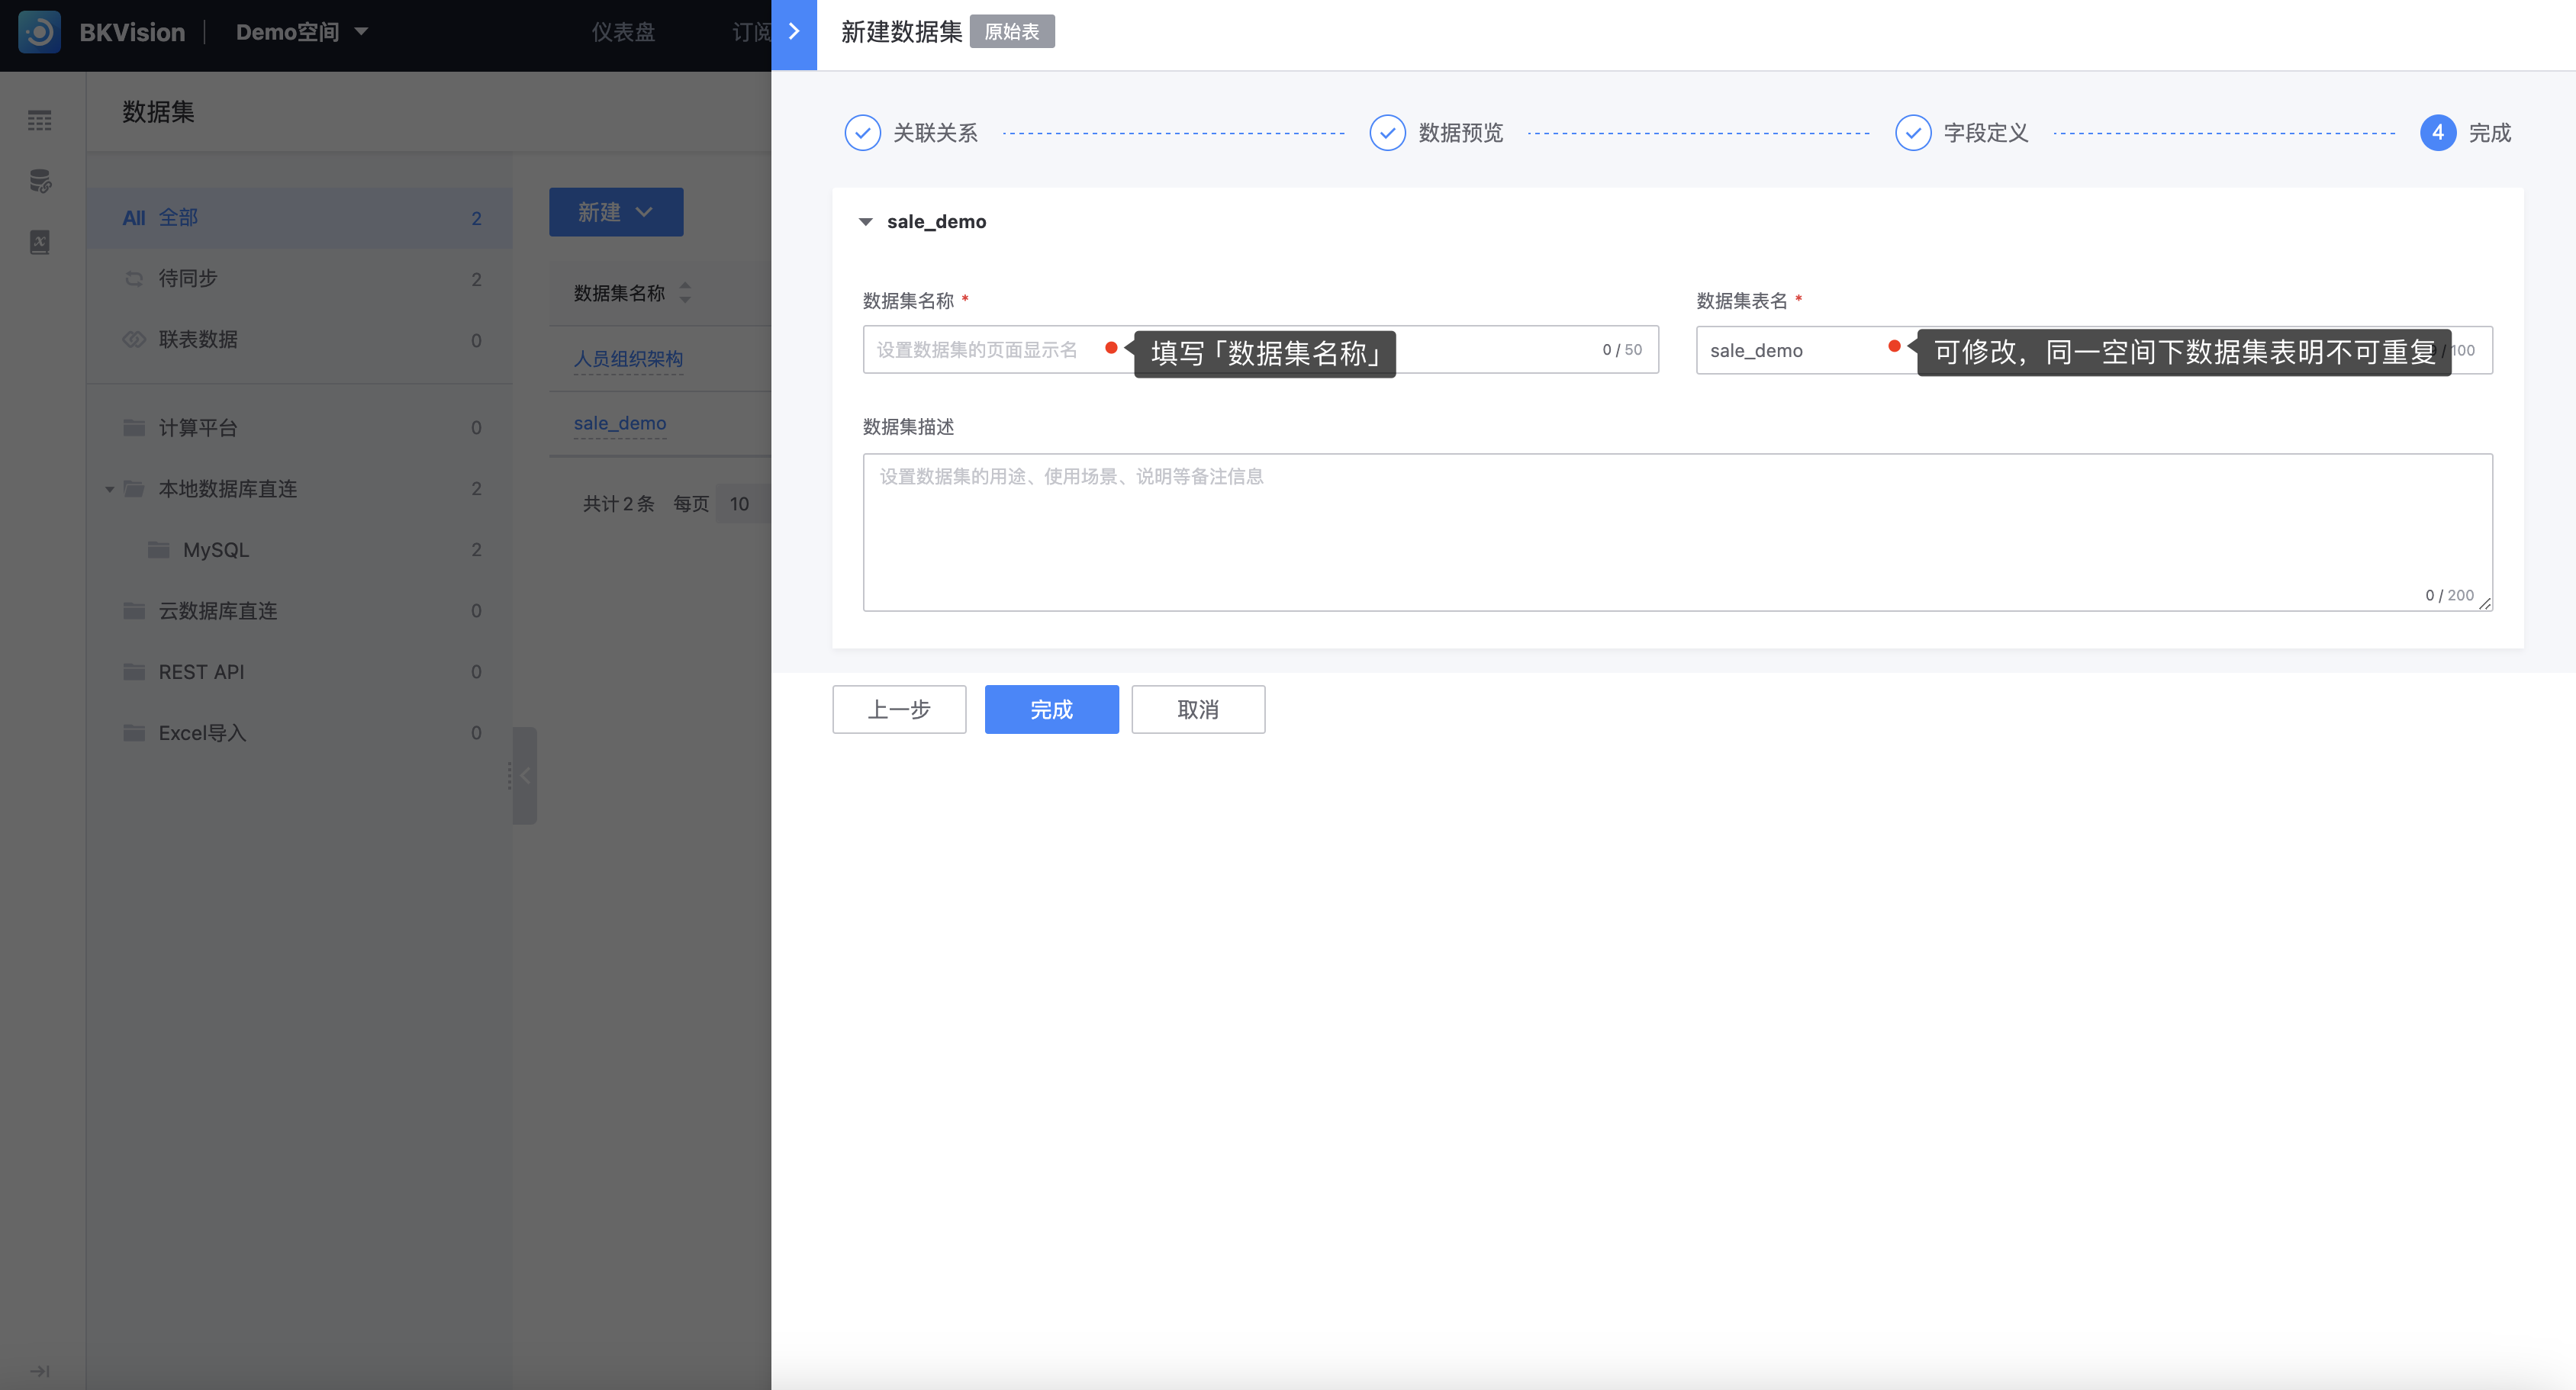 BKVision
Demo空间
仪表盘
订阅
新建数据集
原始表
数据集
关联关系
数据预览
字段定义
4
完成
All 全部
2
待同步
2
联表数据
0
计算平台
0
本地数据库直连
2
MySQL
2
云数据库直连
0
REST API
0
Excel导入
0
新建
数据集名称
人员组织架构
sale_demo
共计 2 条
每页
10
sale_demo
数据集名称 *
设置数据集的页面显示名
填写「数据集名称」
0 / 50
数据集表名 *
sale_demo
可修改，同一空间下数据集表明不可重复
/ 100
数据集描述
设置数据集的用途、使用场景、说明等备注信息
0 / 200
上一步
完成
取消